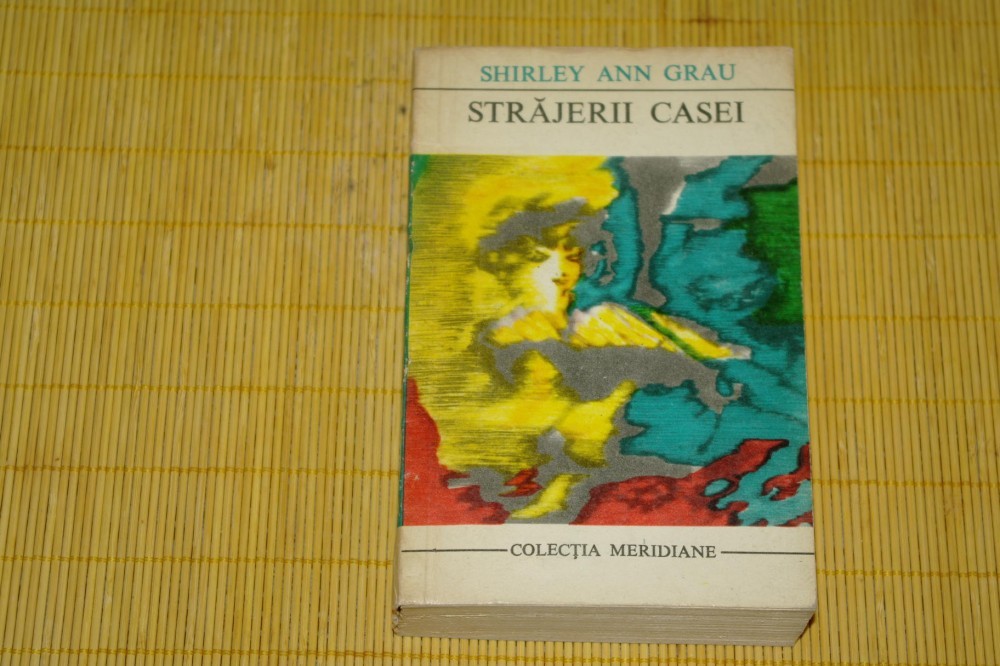 SHIRLEY ANN GRAU
STRĂJERII CASEI
COLECȚIA MERIDIANE